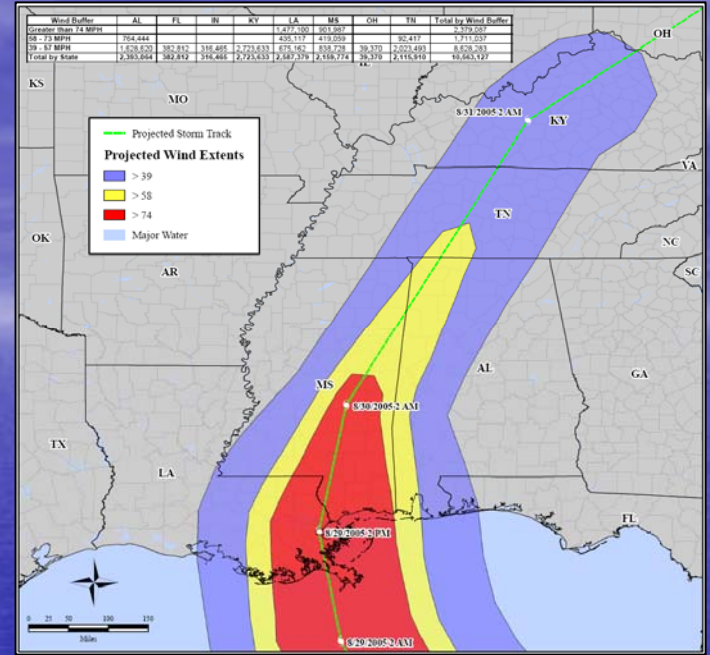 Wind Buffer AL FL IN KY LA MS OH TN Total by Wind Buffer
Greater than 74 MPH 1,477,100 901,987 2,379,087
58 - 73 MPH 764,444 435,117 419,059 92,417 1,711,037
39 - 57 MPH 1,628,620 382,812 316,465 2,723,633 675,162 838,728 39,370 2,023,493 8,628,283
Total by State 2,393,064 382,812 316,465 2,723,633 2,587,379 2,159,774 39,370 2,115,910 10,563,127
OH
IL
KS
MO
8/31/2005-2 AM
KY
Projected Storm Track
Projected Wind Extents
> 39
> 58
> 74
Major Water
VA
TN
OK
NC
AR
SC
AL
GA
MS
8/30/2005-2 AM
TX
LA
FL
8/29/2005-2 PM
0 25 50 100 150
Miles
8/29/2005-2 AM